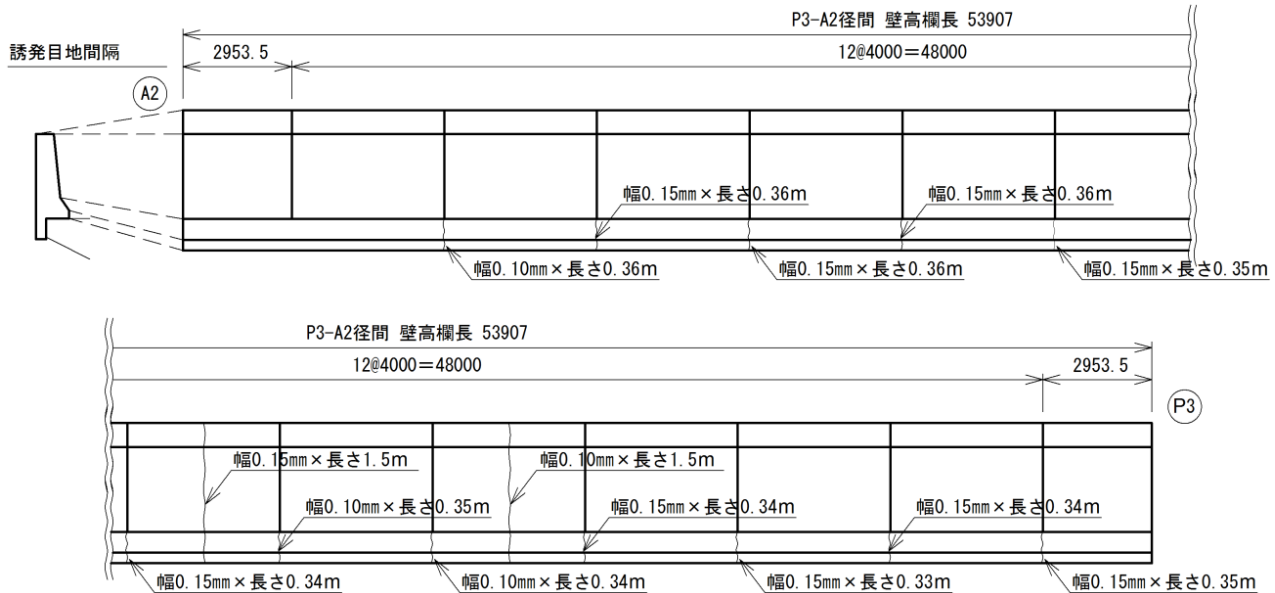 P3-A2径間 壁高欄長 53907
誘発目地間隔
2953.5
12@4000=48000
A2
幅0.15mm×長さ0.36m
幅0.15mm×長さ0.36m
幅0.10mm×長さ0.36m
幅0.15mm×長さ0.36m
幅0.15mm×長さ0.35m
P3-A2径間 壁高欄長 53907
12@4000=48000
2953.5
P3
幅0.15mm×長さ1.5m
幅0.10mm×長さ1.5m
幅0.10mm×長さ0.35m
幅0.15mm×長さ0.34m
幅0.15mm×長さ0.34m
幅0.15mm×長さ0.34m
幅0.10mm×長さ0.34m
幅0.15mm×長さ0.33m
幅0.15mm×長さ0.35m